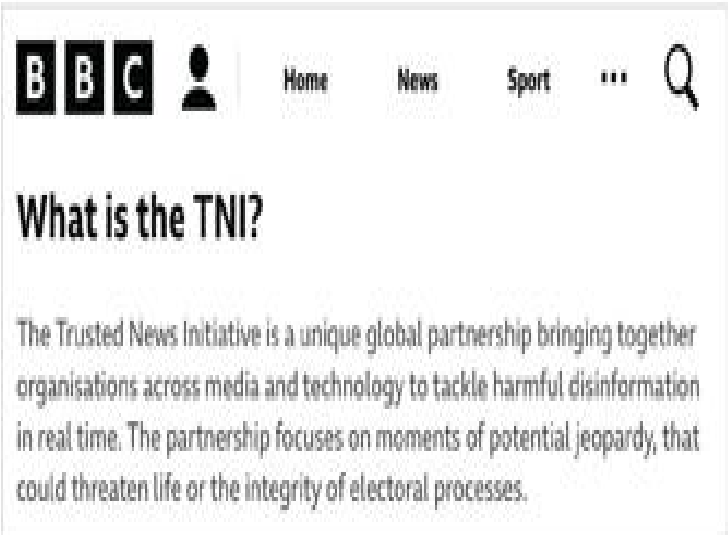 BBC
Home News Sport ...
What is the TNI?
The Trusted News Initiative is a unique global partnership bringing together
organisations across media and technology to tackle harmful disinformation
in real time. The partnership focuses on moments of potential jeopardy, that
could threaten life or the integrity of electoral processes.